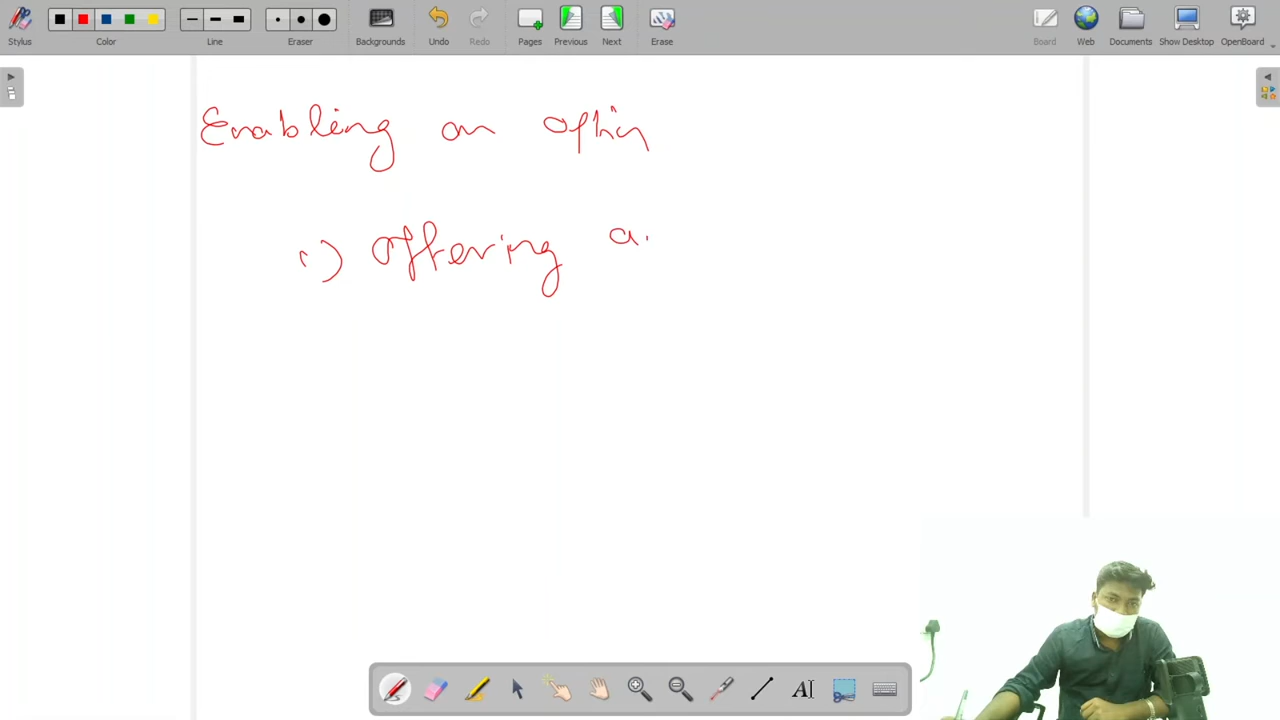 Stylus Color Line Eraser Backgrounds Undo Redo Pages Previous Next Erase Board Web Documents Show Desktop OpenBoard
Enabling an option
i) Offering a
AI